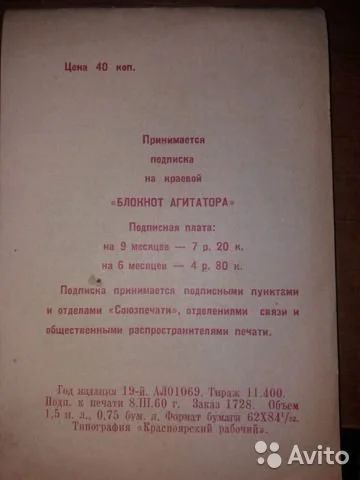 Цена 40 коп.
Принимается
подписка
на краевой
«БЛОКНОТ АГИТАТОРА»
Подписная плата:
на 9 месяцев — 7 р. 20 к.
на 6 месяцев — 4 р. 80 к.
Подписка принимается подписными пунктами
и отделами «Союзпечати», отделениями связи и
общественными распространителями печати.
Год издания 19-й. АЛ01069. Тираж 11.400.
Подп. к печати 8.III.60 г. Заказ 1728. Объем
1,5 п. л., 0,75 бум. л. Формат бумаги 62Х84¹/₃₂.
Типография «Красноярский рабочий».
Avito